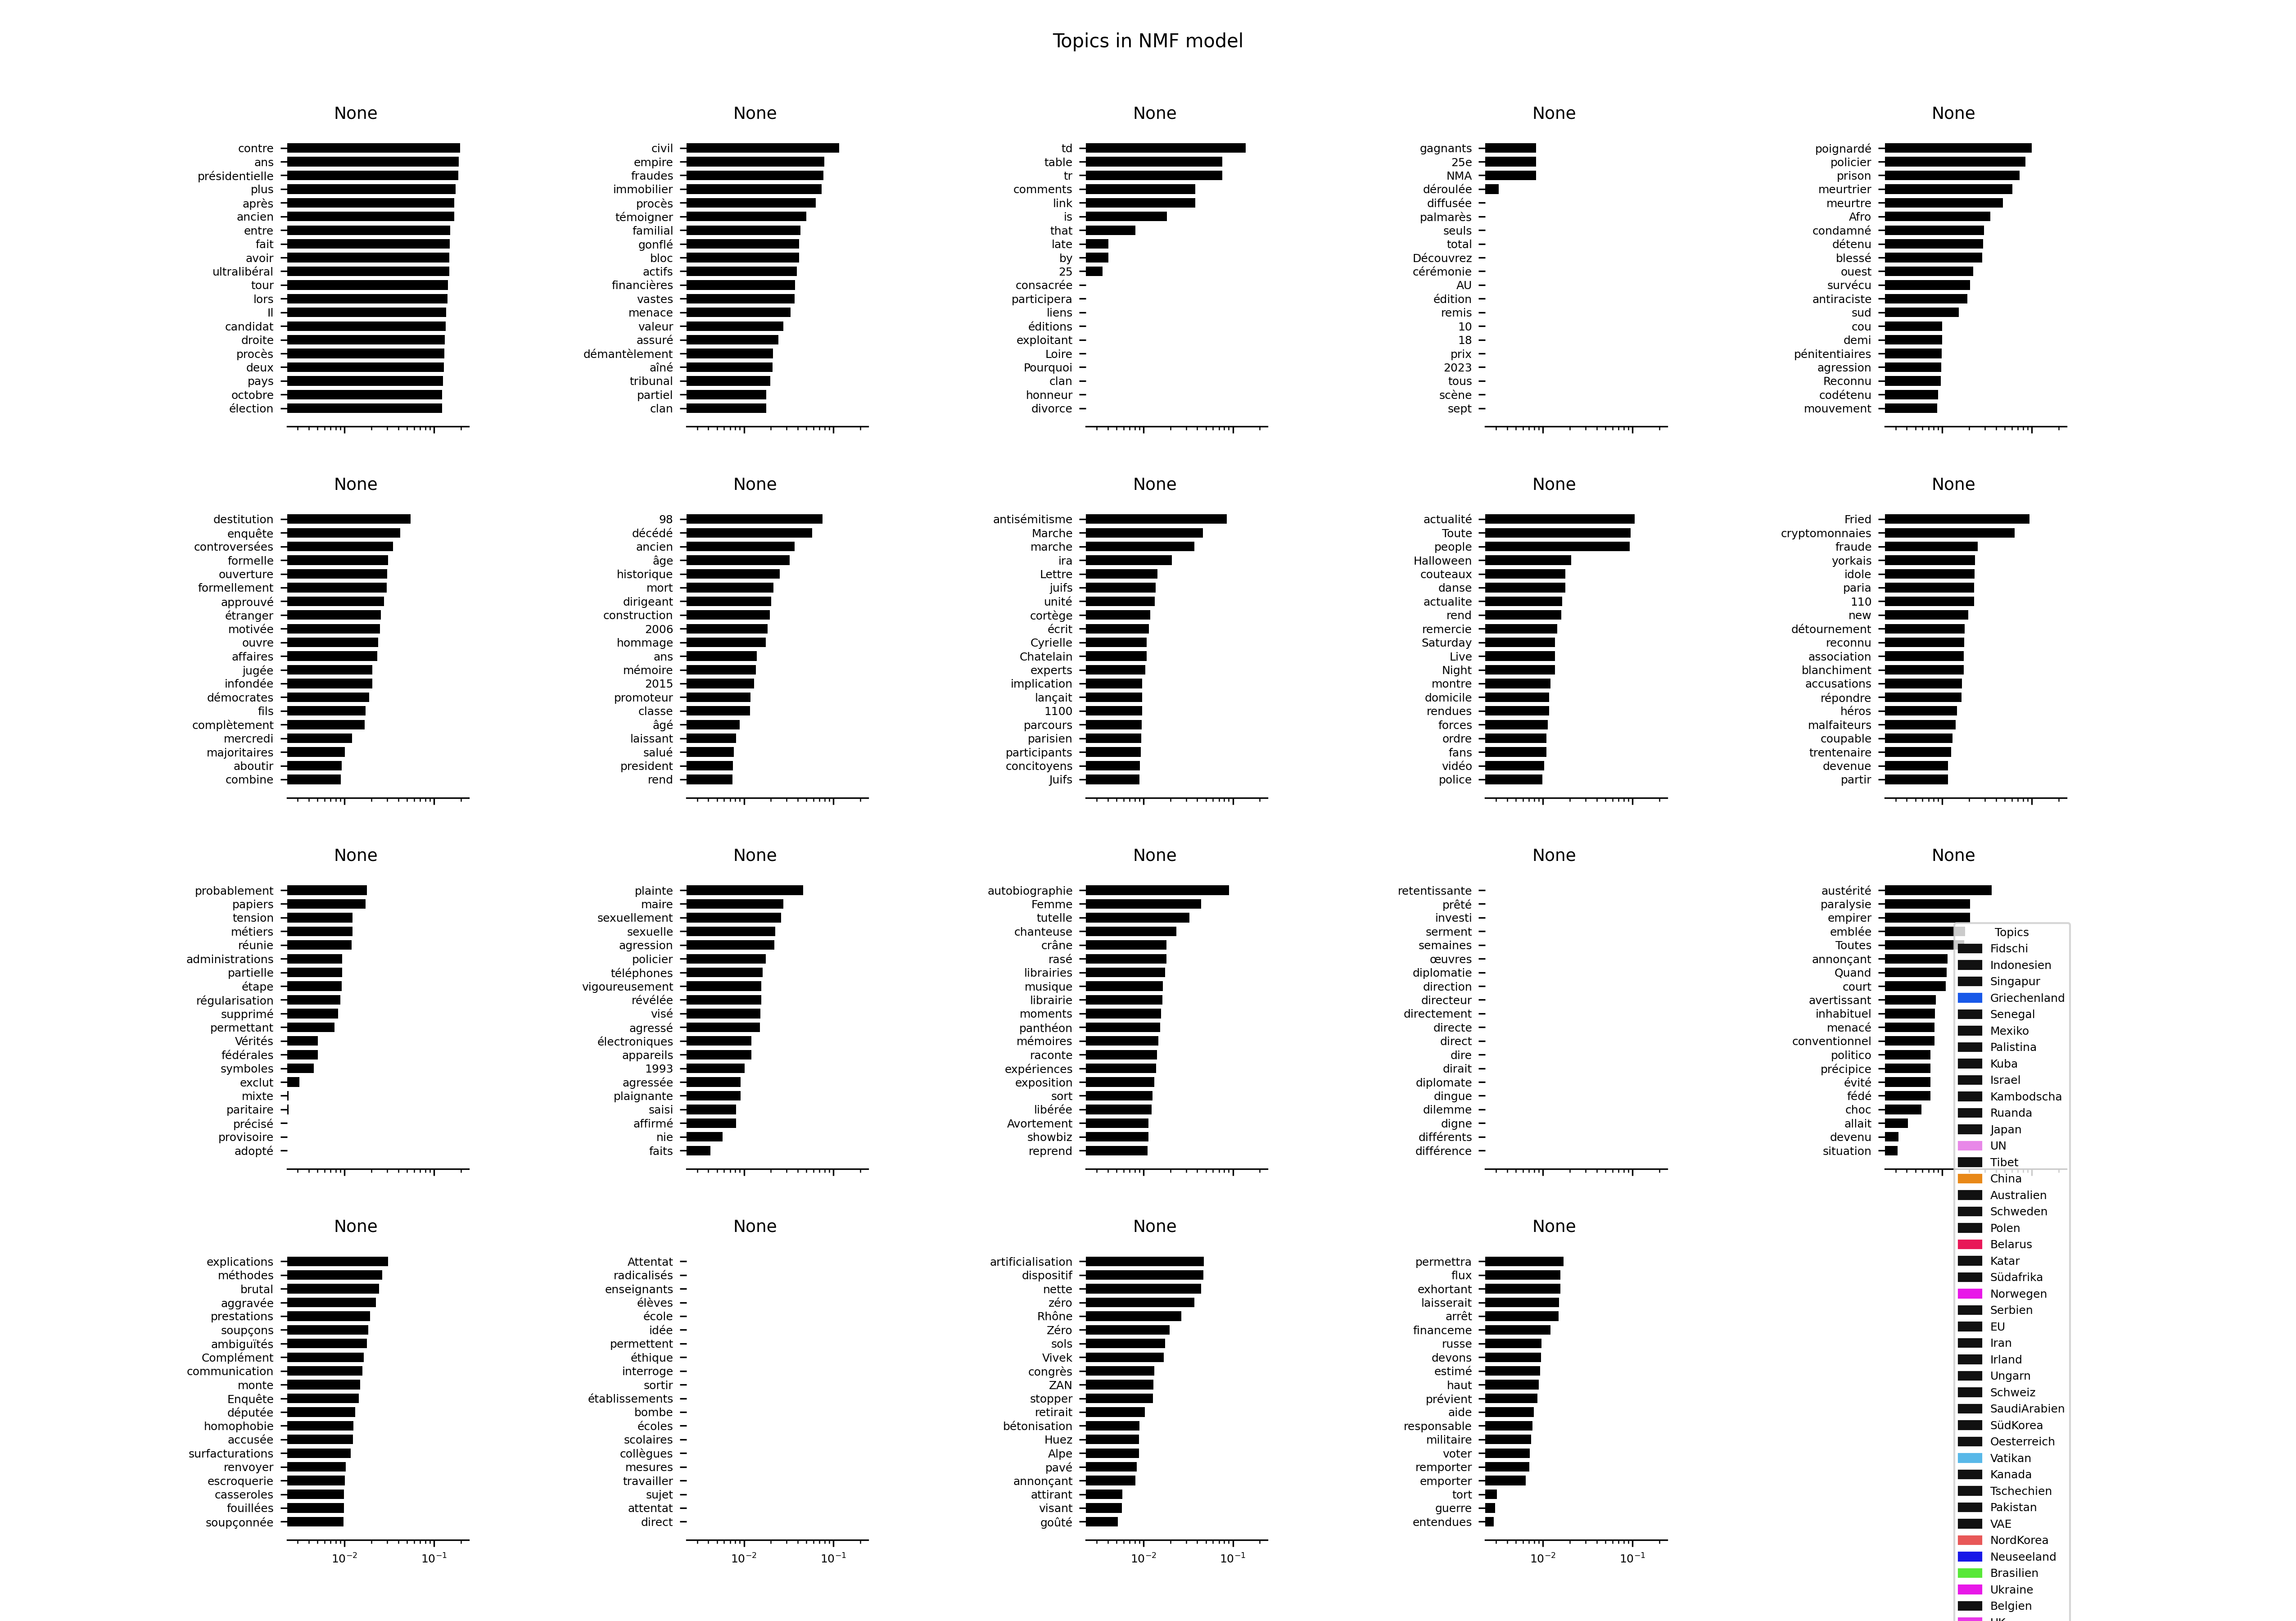 Topics in NMF model
None
contre
ans
présidentielle
plus
après
ancien
entre
fait
avoir
ultralibéral
tour
lors
Il
candidat
droite
procès
deux
pays
octobre
élection
None
civil
empire
fraudes
immobilier
procès
témoigner
familial
gonflé
bloc
actifs
financières
vastes
menace
valeur
assuré
démantèlement
aîné
tribunal
partiel
clan
None
td
table
tr
comments
link
is
that
late
by
25
consacrée
participera
liens
éditions
exploitant
Loire
Pourquoi
clan
honneur
divorce
None
gagnants
25e
NMA
déroulée
diffusée
palmarès
seuls
total
Découvrez
cérémonie
AU
édition
remis
10
18
prix
2023
tous
scène
sept
None
poignardé
policier
prison
meurtrier
meurtre
Afro
condamné
détenu
blessé
ouest
survécu
antiraciste
sud
cou
demi
pénitentiaires
agression
Reconnu
codétenu
mouvement
None
destitution
enquête
controversées
formelle
ouverture
formellement
approuvé
étranger
motivée
ouvre
affaires
jugée
infondée
démocrates
fils
complètement
mercredi
majoritaires
aboutir
combine
None
98
décédé
ancien
âge
historique
mort
dirigeant
construction
2006
hommage
ans
mémoire
2015
promoteur
classe
âgé
laissant
salué
president
rend
None
antisémitisme
Marche
marche
ira
Lettre
juifs
unité
cortège
écrit
Cyrielle
Chatelain
experts
implication
lançait
1100
parcours
parisien
participants
concitoyens
Juifs
None
actualité
Toute
people
Halloween
couteaux
danse
actualite
rend
remercie
Saturday
Live
Night
montre
domicile
rendues
forces
ordre
fans
vidéo
police
None
Fried
cryptomonnaies
fraude
yorkais
idole
paria
110
new
détournement
reconnu
association
blanchiment
accusations
répondre
héros
malfaiteurs
coupable
trentenaire
devenue
partir
None
probablement
papiers
tension
métiers
réunie
administrations
partielle
étape
régularisation
supprimé
permettant
Vérités
fédérales
symboles
exclut
mixte
paritaire
précisé
provisoire
adopté
None
plainte
maire
sexuellement
sexuelle
agression
policier
téléphones
vigoureusement
révélée
visé
agressé
électroniques
appareils
1993
agressée
plaignante
saisi
affirmé
nie
faits
None
autobiographie
Femme
tutelle
chanteuse
crâne
rasé
librairies
musique
librairie
moments
panthéon
mémoires
raconte
expériences
exposition
sort
libérée
Avortement
showbiz
reprend
None
retentissante
prêté
investi
serment
semaines
œuvres
diplomatie
direction
directeur
directement
directe
direct
dire
dirait
diplomate
dingue
dilemme
digne
différents
différence
None
austérité
paralysie
empirer
emblée
Toutes
annonçant
Quand
court
avertissant
inhabituel
menacé
conventionnel
politico
précipice
évité
fédé
choc
allait
devenu
situation
None
explications
méthodes
brutal
aggravée
prestations
soupçons
ambiguïtés
Complément
communication
monte
Enquête
députée
homophobie
accusée
surfacturations
renvoyer
escroquerie
casseroles
fouillées
soupçonnée
10⁻² 10⁻¹
None
Attentat
radicalisés
enseignants
élèves
école
idée
permettent
éthique
interroge
sortir
établissements
bombe
écoles
scolaires
collègues
mesures
travailler
sujet
attentat
direct
10⁻² 10⁻¹
None
artificialisation
dispositif
nette
zéro
Rhône
Zéro
sols
Vivek
congrès
ZAN
stopper
retirait
bétonisation
Huez
Alpe
pavé
annonçant
attirant
visant
goûté
10⁻² 10⁻¹
None
permettra
flux
exhortant
laisserait
arrêt
financeme
russe
devons
estimé
haut
prévient
aide
responsable
militaire
voter
remporter
emporter
tort
guerre
entendues
10⁻² 10⁻¹
Topics
Fidschi
Indonesien
Singapur
Griechenland
Senegal
Mexiko
Palistina
Kuba
Israel
Kambodscha
Ruanda
Japan
UN
Tibet
China
Australien
Schweden
Polen
Belarus
Katar
Südafrika
Norwegen
Serbien
EU
Iran
Irland
Ungarn
Schweiz
SaudiArabien
SüdKorea
Oesterreich
Vatikan
Kanada
Tschechien
Pakistan
VAE
NordKorea
Neuseeland
Brasilien
Ukraine
Belgien